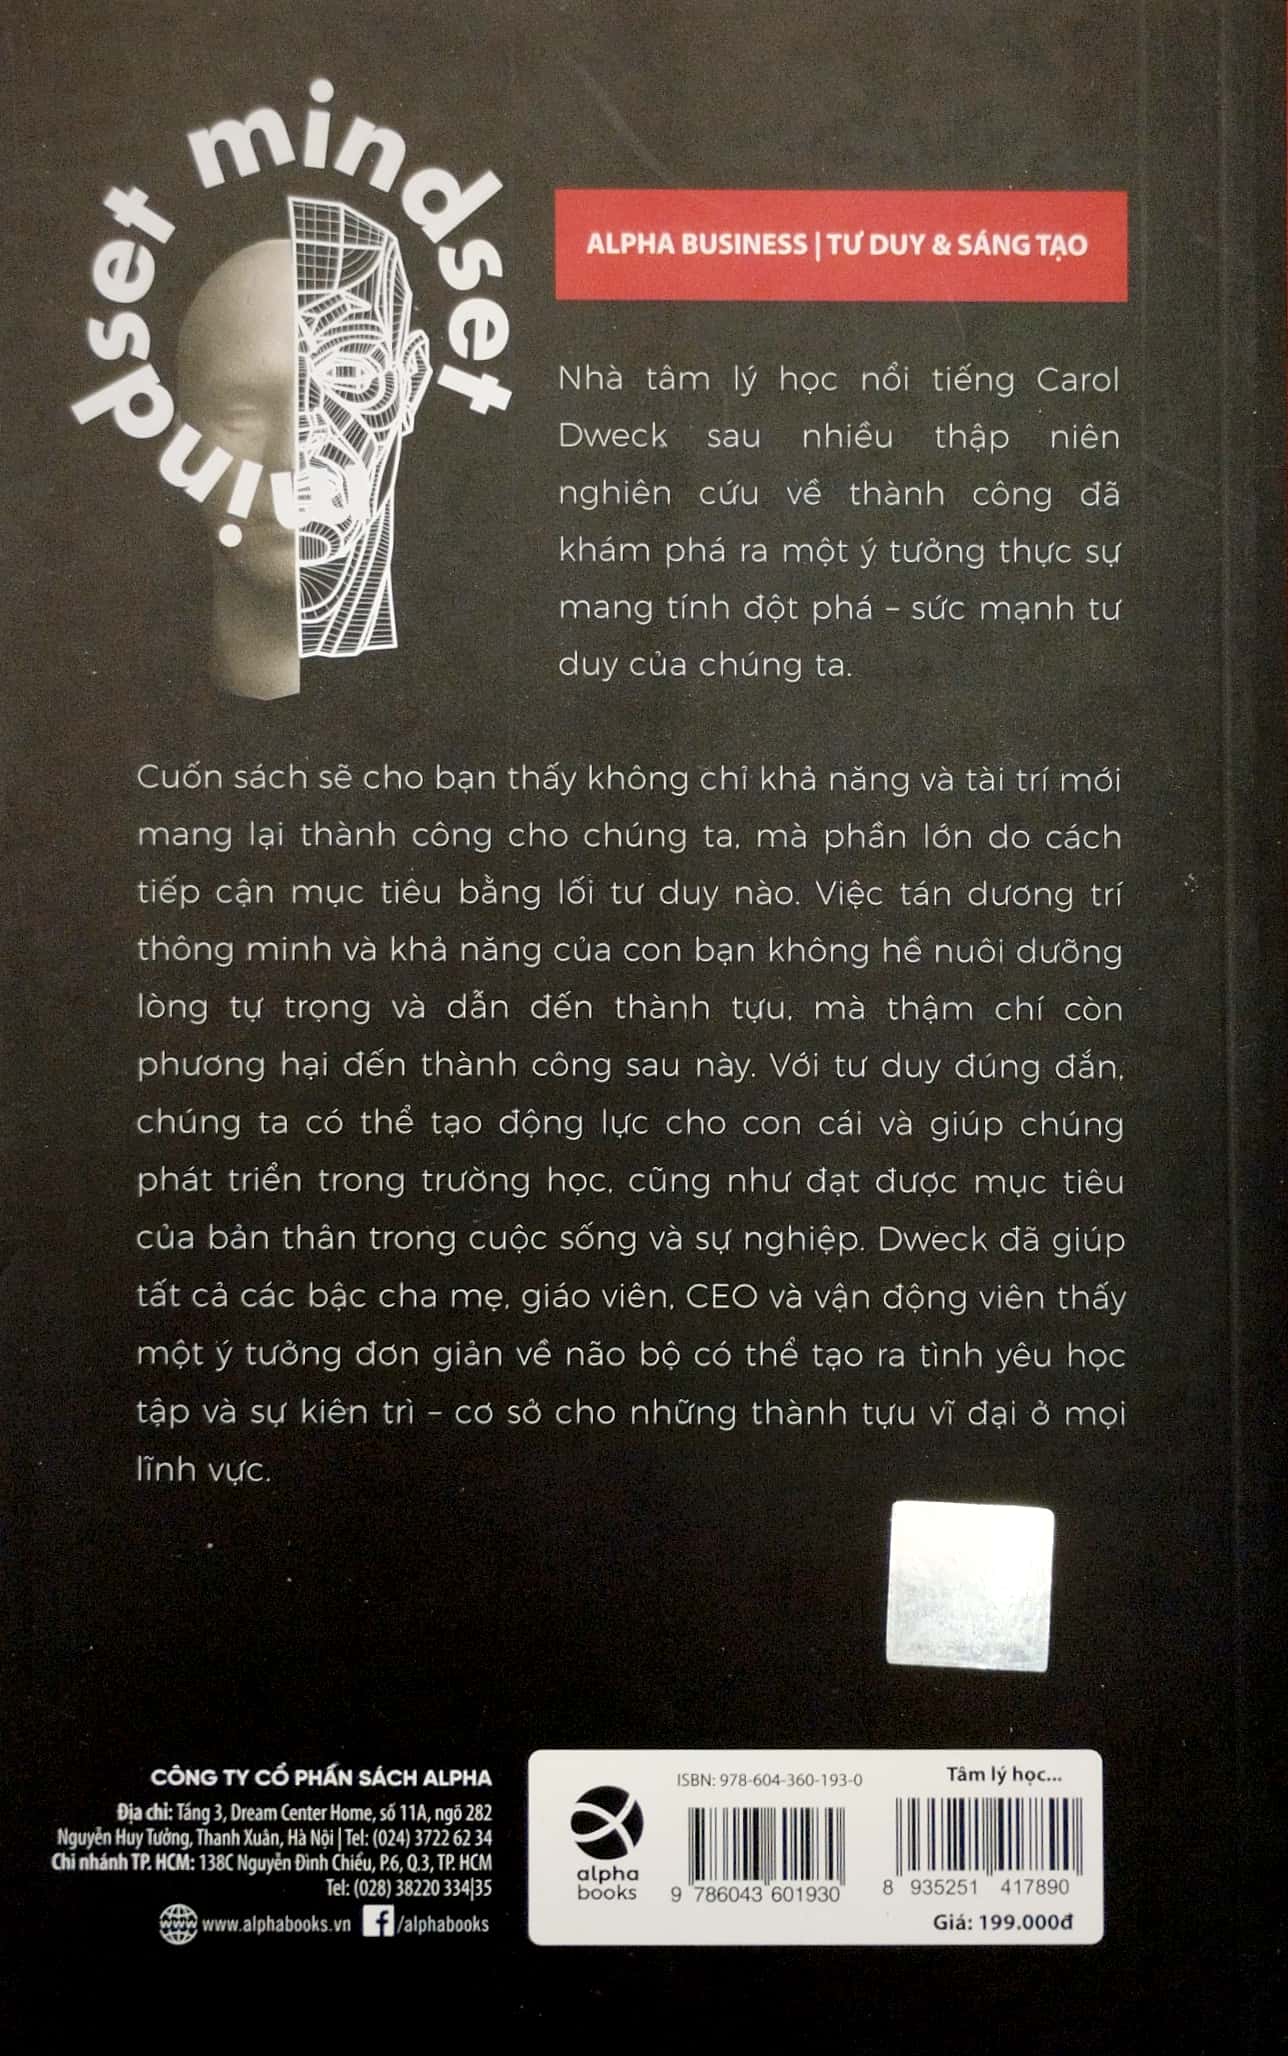 mindset mindset
ALPHA BUSINESS | TƯ DUY & SÁNG TẠO
Nhà tâm lý học nổi tiếng Carol
Dweck sau nhiều thập niên
nghiên cứu về thành công đã
khám phá ra một ý tưởng thực sự
mang tính đột phá – sức mạnh tư
duy của chúng ta.
Cuốn sách sẽ cho bạn thấy không chỉ khả năng và tài trí mới
mang lại thành công cho chúng ta, mà phần lớn do cách
tiếp cận mục tiêu bằng lối tư duy nào. Việc tán dương trí
thông minh và khả năng của con bạn không hề nuôi dưỡng
lòng tự trọng và dẫn đến thành tựu, mà thậm chí còn
phương hại đến thành công sau này. Với tư duy đúng đắn,
chúng ta có thể tạo động lực cho con cái và giúp chúng
phát triển trong trường học, cũng như đạt được mục tiêu
của bản thân trong cuộc sống và sự nghiệp. Dweck đã giúp
tất cả các bậc cha mẹ, giáo viên, CEO và vận động viên thấy
một ý tưởng đơn giản về não bộ có thể tạo ra tình yêu học
tập và sự kiên trì – cơ sở cho những thành tựu vĩ đại ở mọi
lĩnh vực.
CÔNG TY CỔ PHẦN SÁCH ALPHA
Địa chỉ: Tầng 3, Dream Center Home, số 11A, ngõ 282
Nguyễn Huy Tưởng, Thanh Xuân, Hà Nội | Tel: (024) 3722 62 34
Chi nhánh TP. HCM: 138C Nguyễn Đình Chiểu, P.6, Q.3, TP. HCM
Tel: (028) 38220 334|35
www www.alphabooks.vn f /alphabooks
alpha
books
ISBN: 978-604-360-193-0
9 786043 601930
Tâm lý học...
8 935251 417890
Giá: 199.000đ